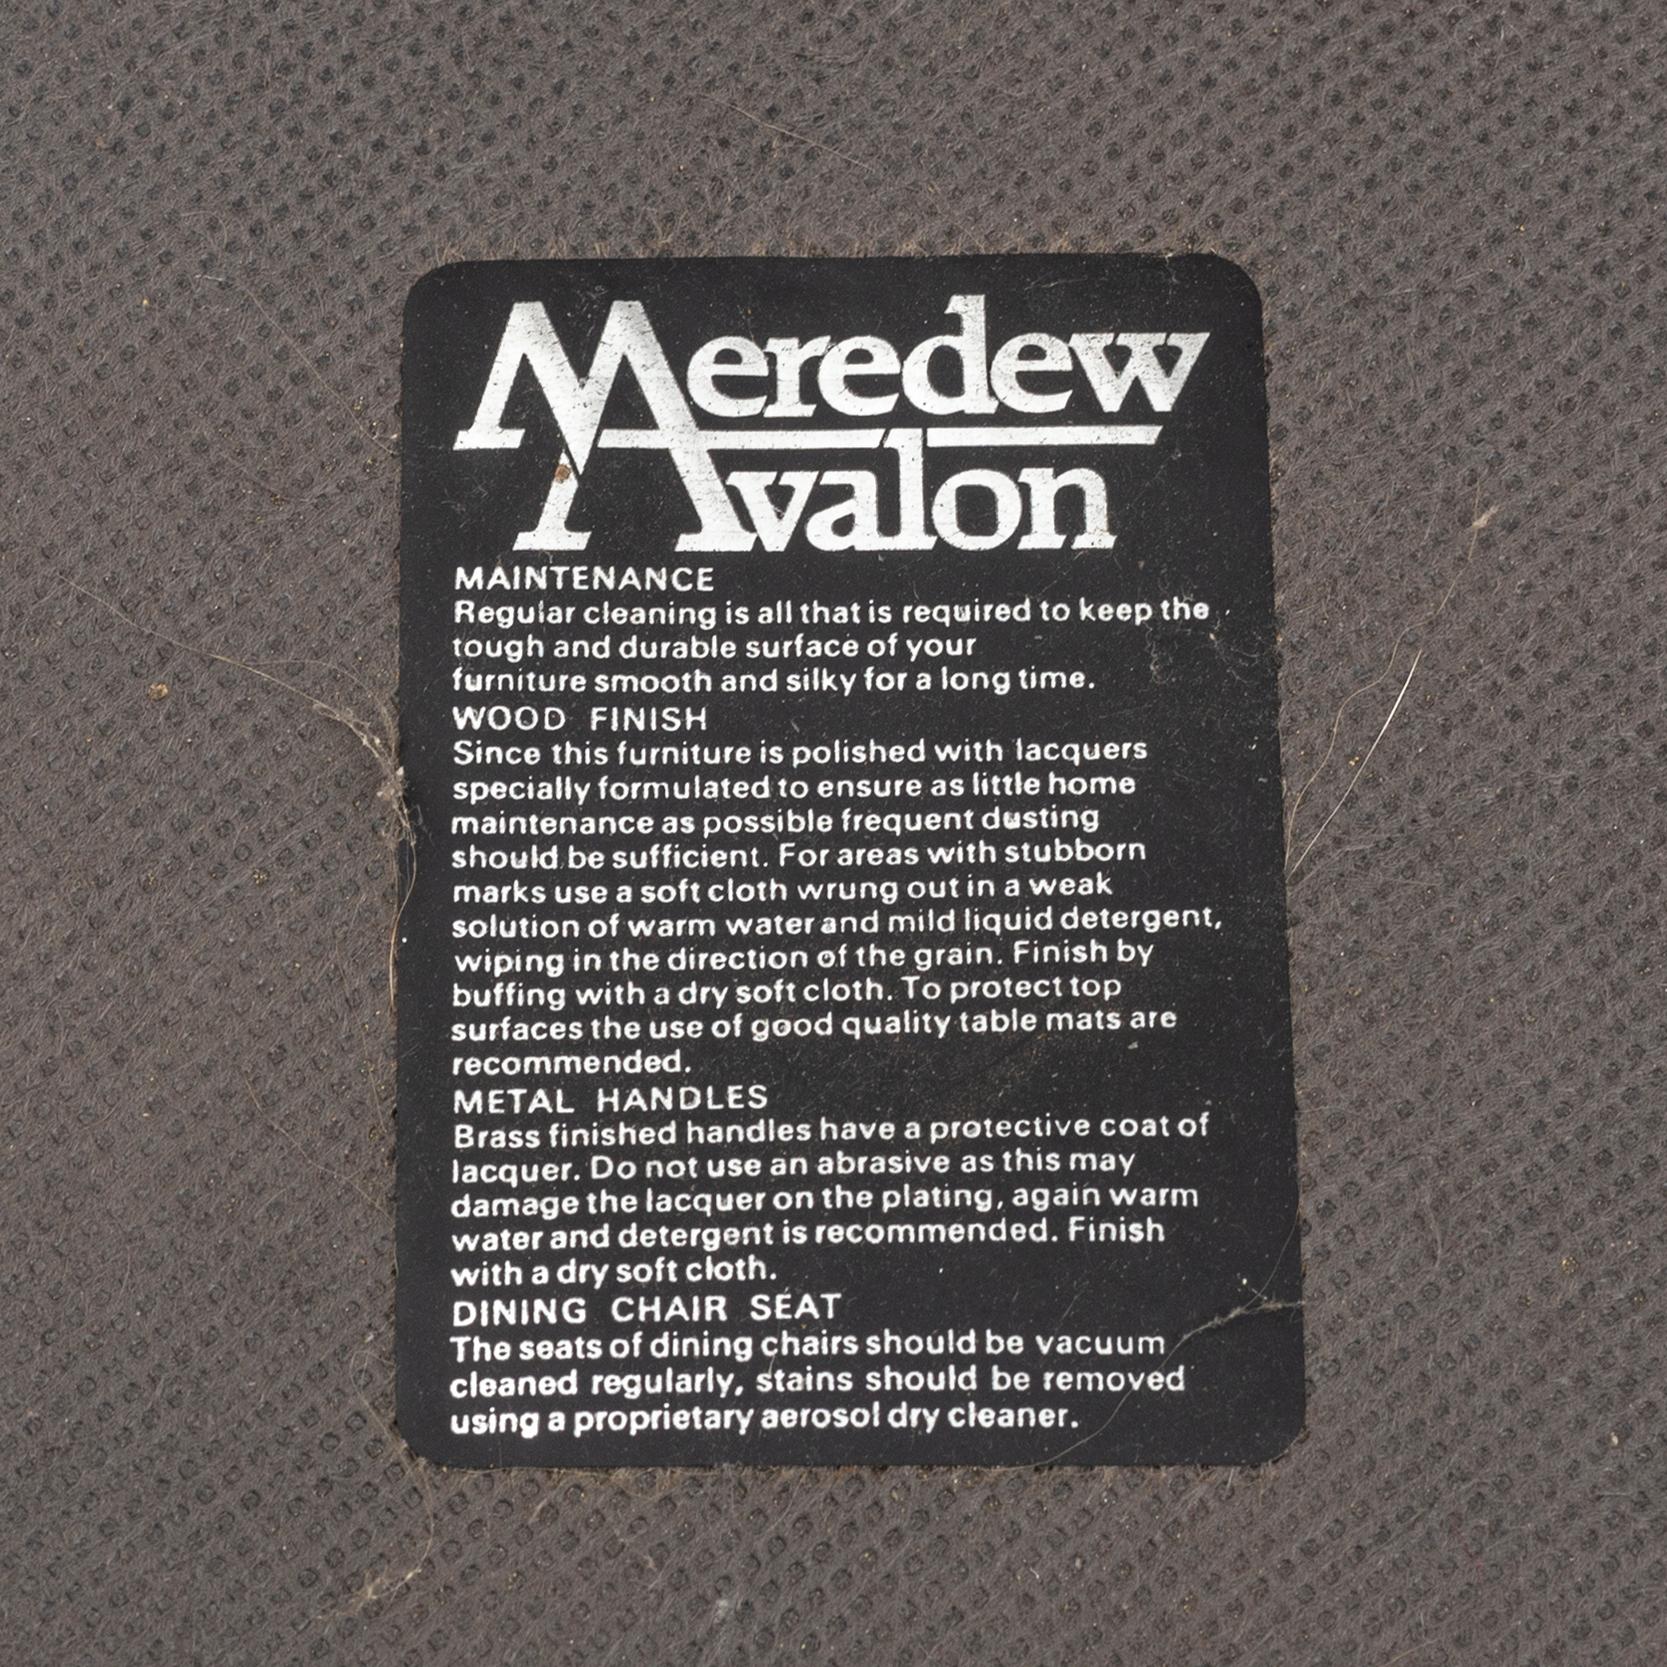 Meredew
Avalon
MAINTENANCE
Regular cleaning is all that is required to keep the
tough and durable surface of your
furniture smooth and silky for a long time.
WOOD FINISH
Since this furniture is polished with lacquers
specially formulated to ensure as little home
maintenance as possible frequent dusting
should be sufficient. For areas with stubborn
marks use a soft cloth wrung out in a weak
solution of warm water and mild liquid detergent,
wiping in the direction of the grain. Finish by
buffing with a dry soft cloth. To protect top
surfaces the use of good quality table mats are
recommended.
METAL HANDLES
Brass finished handles have a protective coat of
lacquer. Do not use an abrasive as this may
damage the lacquer on the plating, again warm
water and detergent is recommended. Finish
with a dry soft cloth.
DINING CHAIR SEAT
The seats of dining chairs should be vacuum
cleaned regularly, stains should be removed
using a proprietary aerosol dry cleaner.